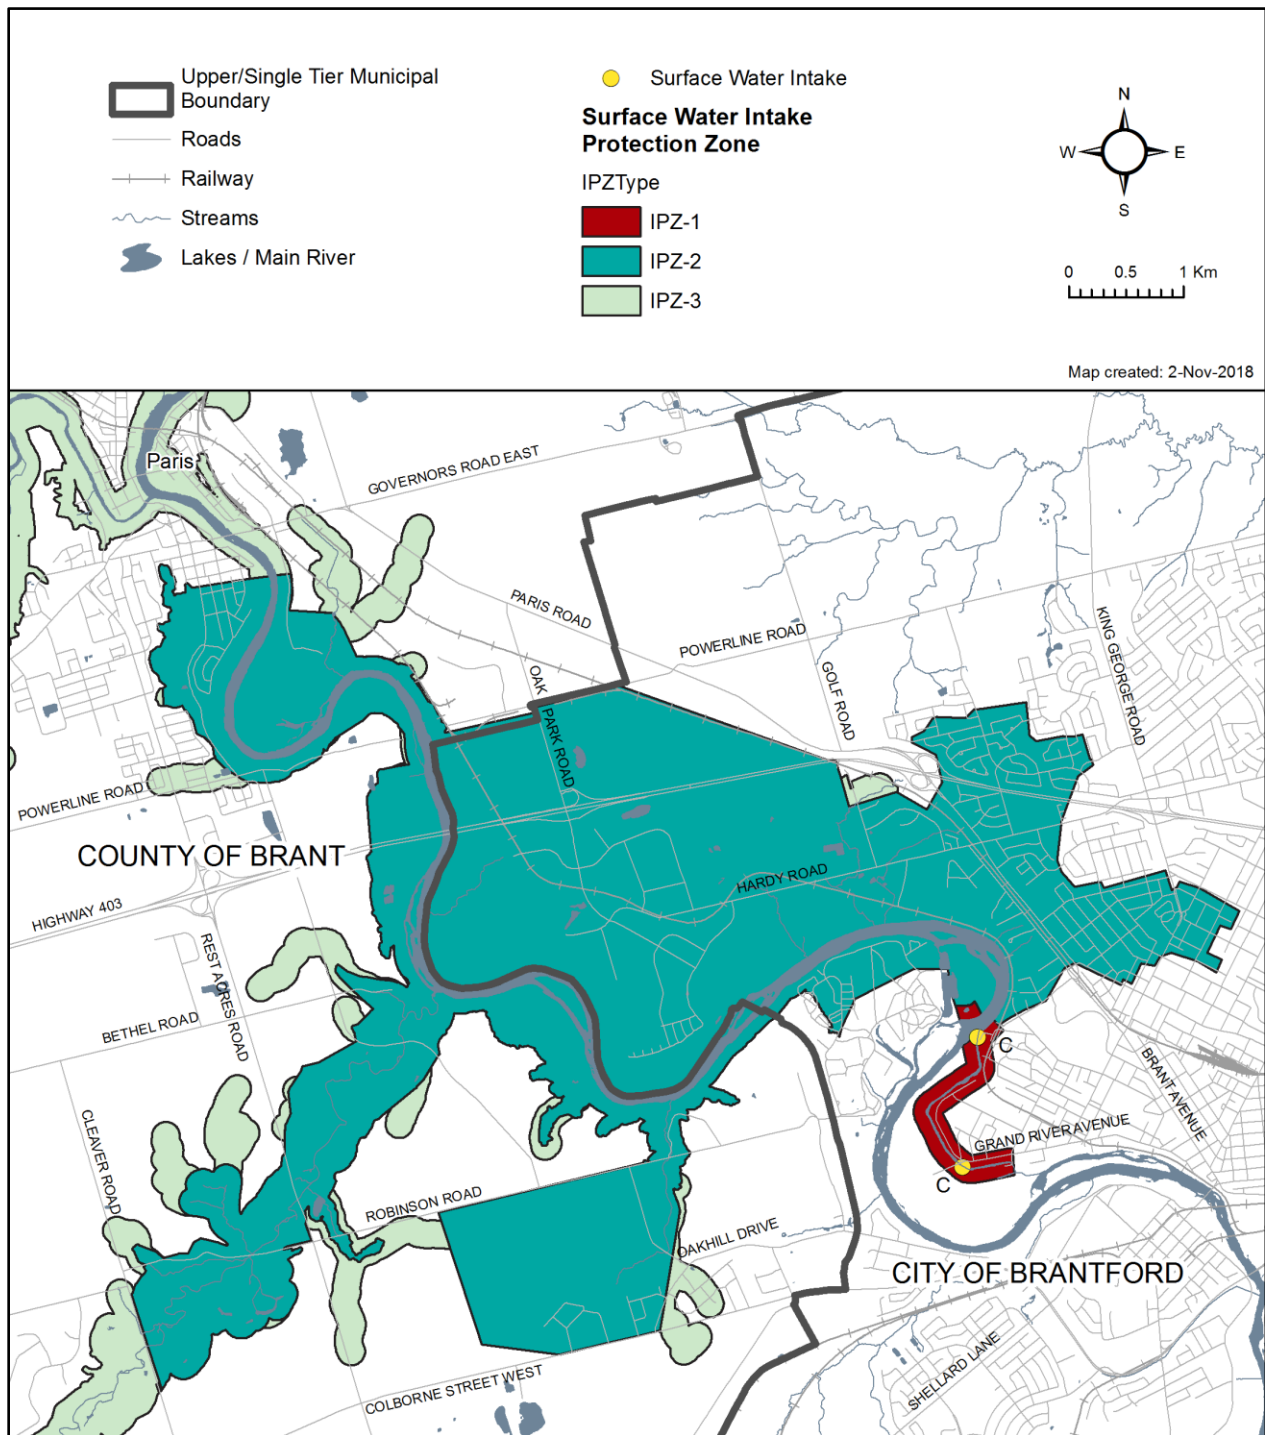 Upper/Single Tier Municipal
Boundary
Roads
Railway
Streams
Lakes / Main River
Surface Water Intake
Surface Water Intake
Protection Zone
IPZType
IPZ-1
IPZ-2
IPZ-3
N
W
E
S
0 0.5 1 Km
Map created: 2-Nov-2018
Paris
GOVERNORS ROAD EAST
PARIS ROAD
POWERLINE ROAD
KING GEORGE ROAD
GOLF ROAD
OAK PARK ROAD
POWERLINE ROAD
COUNTY OF BRANT
HARDY ROAD
HIGHWAY 403
REST ACRES ROAD
BETHEL ROAD
C
BRANT AVENUE
CLEAVER ROAD
GRAND RIVER AVENUE
C
ROBINSON ROAD
OAKHILL DRIVE
CITY OF BRANTFORD
SHELLARD LANE
COLBORNE STREET WEST